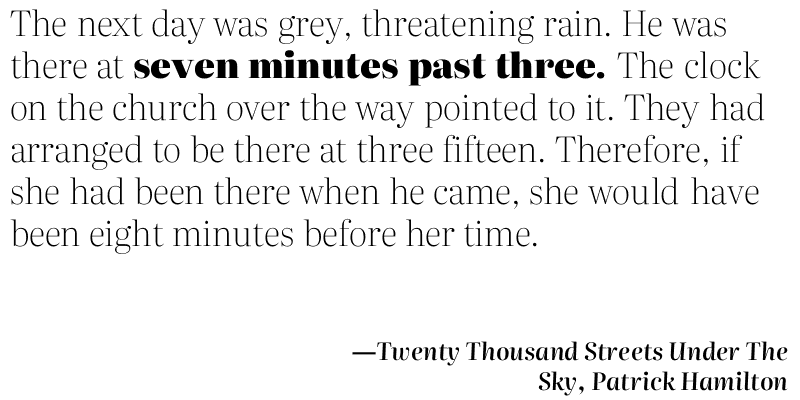 The next day was grey, threatening rain. He was
there at seven minutes past three. The clock
on the church over the way pointed to it. They had
arranged to be there at three fifteen. Therefore, if
she had been there when he came, she would have
been eight minutes before her time.
—Twenty Thousand Streets Under The
Sky, Patrick Hamilton